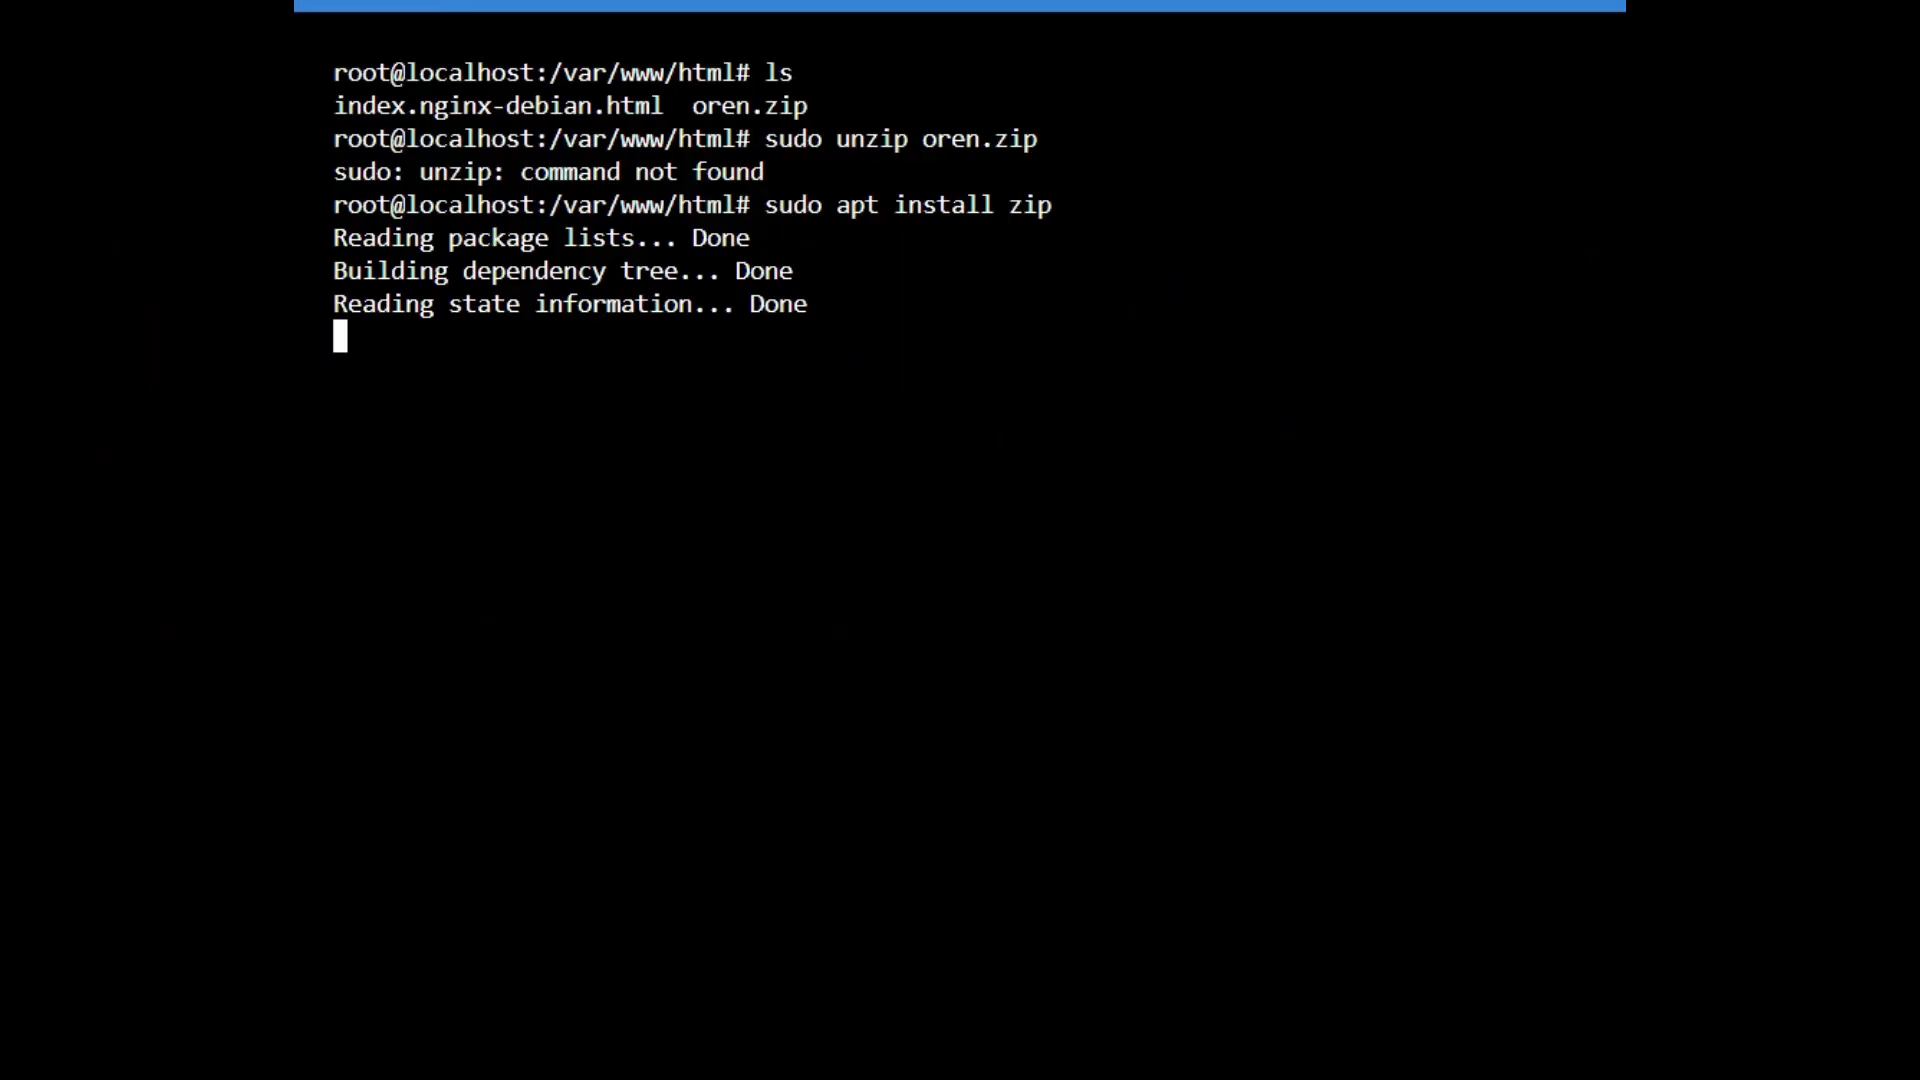 root@localhost:/var/www/html# ls
index.nginx-debian.html  oren.zip
root@localhost:/var/www/html# sudo unzip oren.zip
sudo: unzip: command not found
root@localhost:/var/www/html# sudo apt install zip
Reading package lists... Done
Building dependency tree... Done
Reading state information... Done